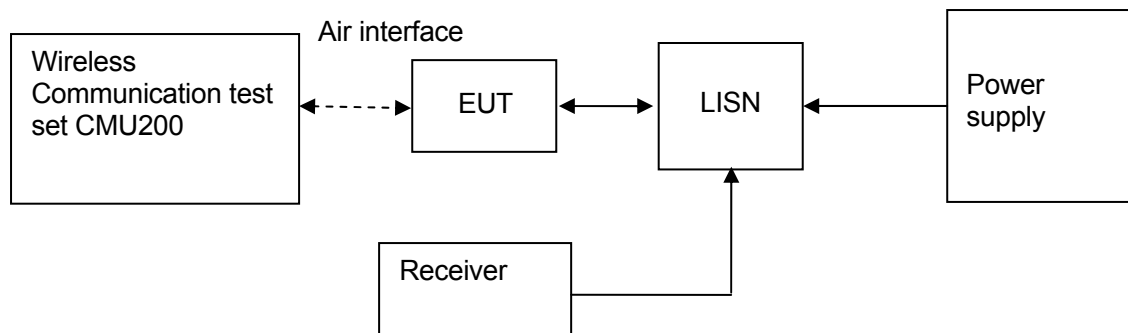 Air interface
Wireless
Communication test
set CMU200
EUT
LISN
Power
supply
Receiver